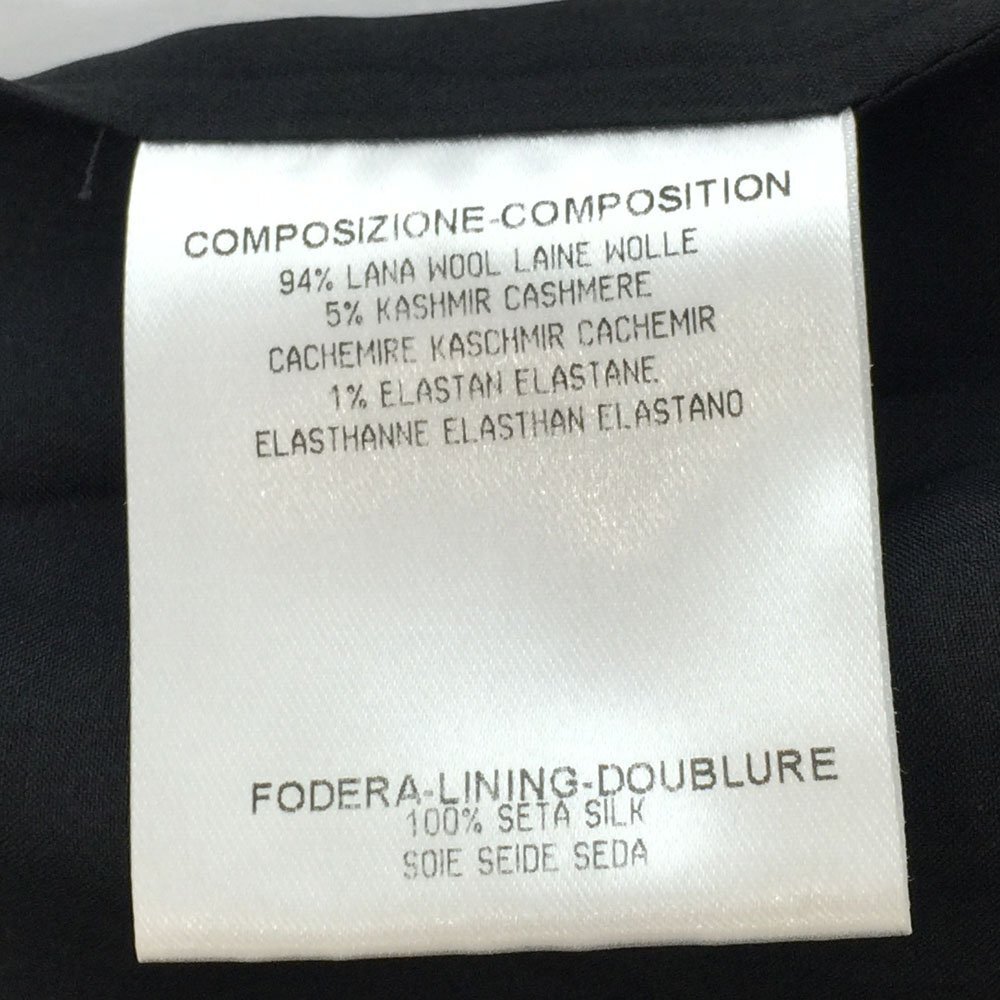 COMPOSIZIONE-COMPOSITION
94% LANA WOOL LAINE WOLLE
5% KASHMIR CASHMERE
CACHEMIRE KASCHMIR CACHEMIR
1% ELASTAN ELASTANE
ELASTHANNE ELASTHAN ELASTANO
FODERA-LINING-DOUBLURE
100% SETA SILK
SOIE SEIDE SEDA